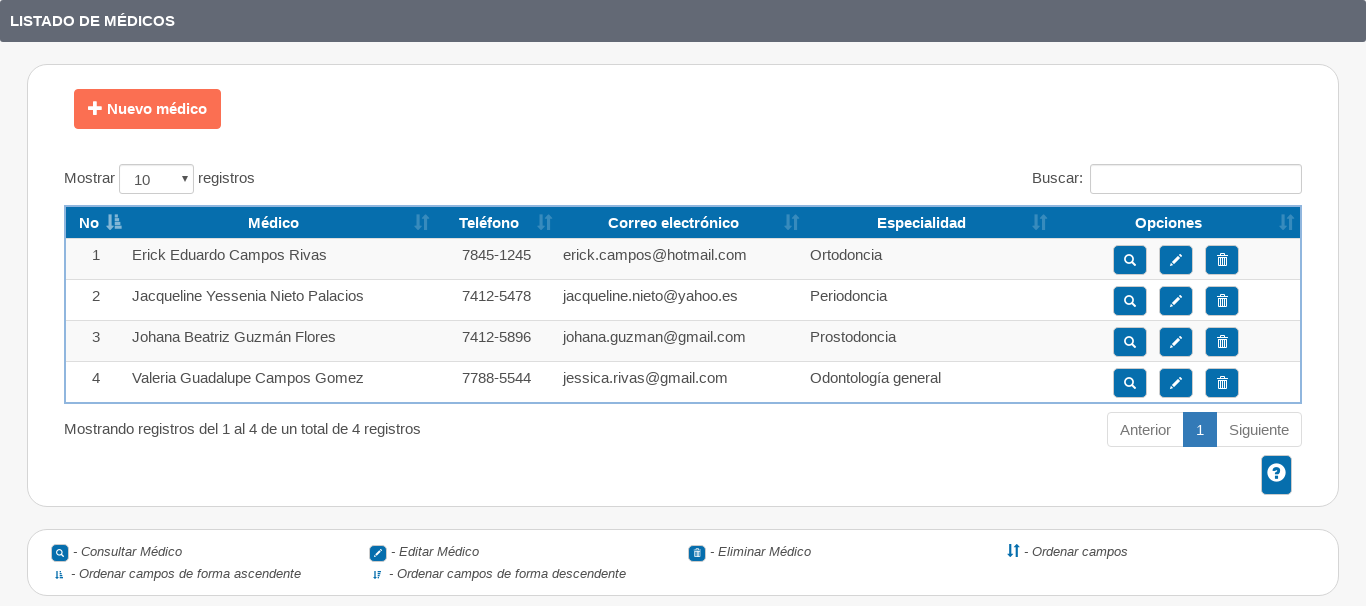 LISTADO DE MÉDICOS
Nuevo médico
Mostrar 10 registros Buscar:
No Médico Teléfono Correo electrónico Especialidad Opciones
1 Erick Eduardo Campos Rivas 7845-1245 erick.campos@hotmail.com Ortodoncia
2 Jacqueline Yessenia Nieto Palacios 7412-5478 jacqueline.nieto@yahoo.es Periodoncia
3 Johana Beatriz Guzmán Flores 7412-5896 johana.guzman@gmail.com Prostodoncia
4 Valeria Guadalupe Campos Gomez 7788-5544 jessica.rivas@gmail.com Odontología general
Mostrando registros del 1 al 4 de un total de 4 registros Anterior 1 Siguiente
- Consultar Médico - Editar Médico - Eliminar Médico - Ordenar campos
- Ordenar campos de forma ascendente - Ordenar campos de forma descendente